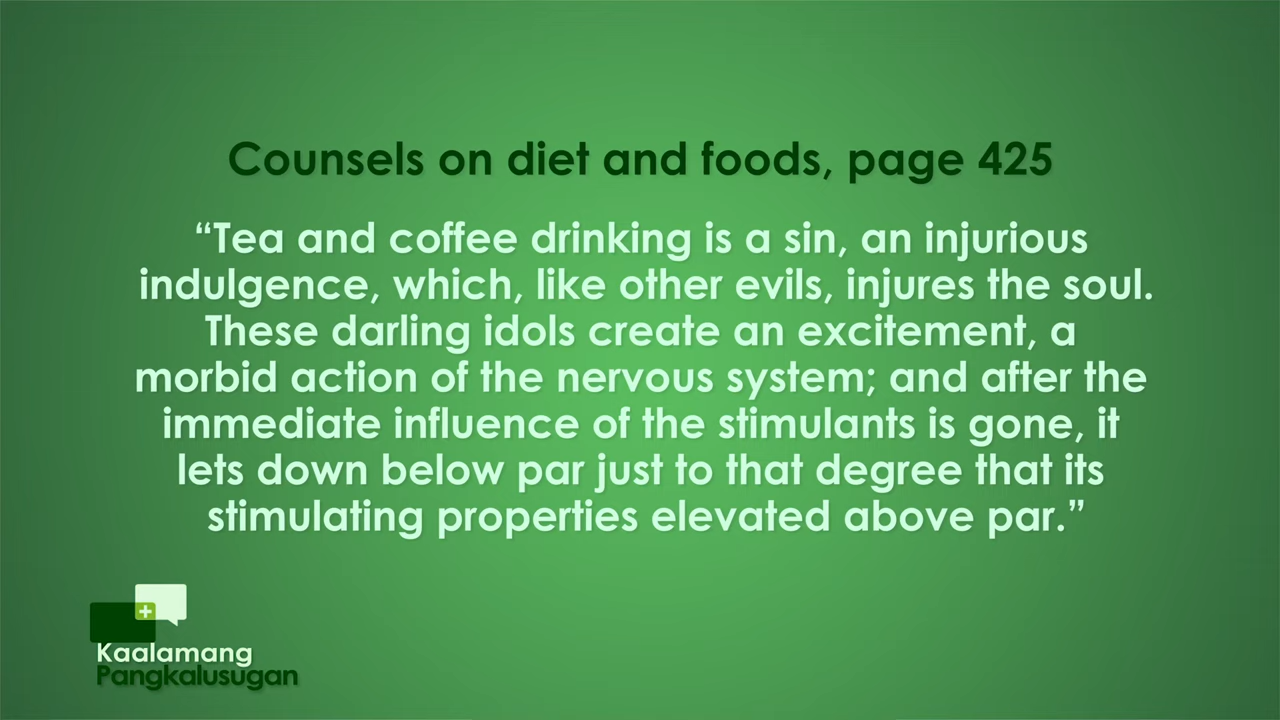 Counsels on diet and foods, page 425
“Tea and coffee drinking is a sin, an injurious
indulgence, which, like other evils, injures the soul.
These darling idols create an excitement, a
morbid action of the nervous system; and after the
immediate influence of the stimulants is gone, it
lets down below par just to that degree that its
stimulating properties elevated above par.”
Kaalamang
Pangkalusugan